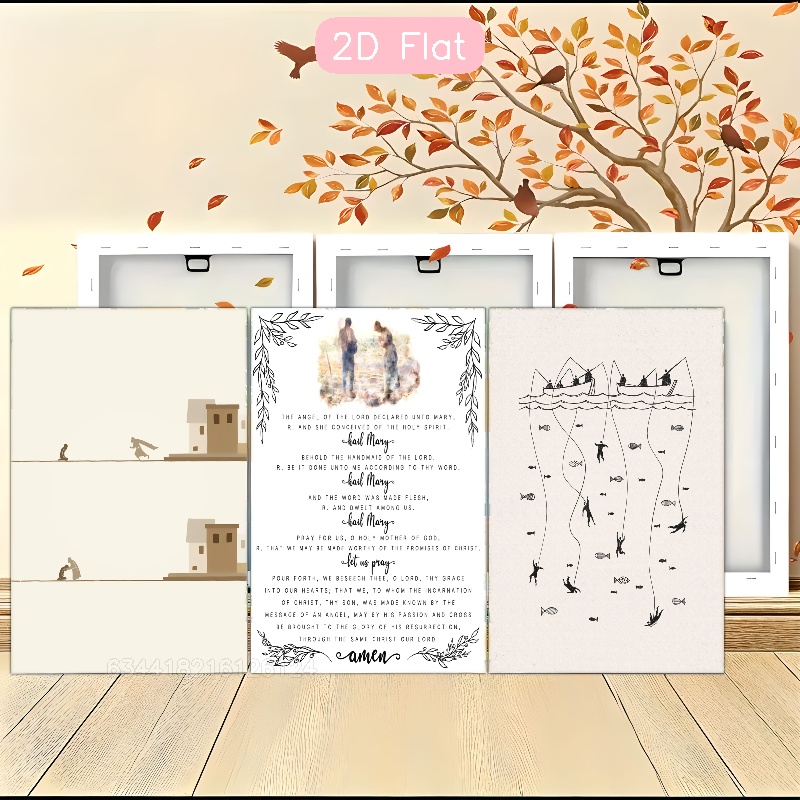 2D Flat
THE ANGEL OF THE LORD DECLARED UNTO MARY,
R. AND SHE CONCEIVED OF THE HOLY SPIRIT.
hail Mary
BEHOLD THE HANDMAID OF THE LORD,
R. BE IT DONE UNTO ME ACCORDING TO THY WORD.
hail Mary
AND THE WORD WAS MADE FLESH,
R. AND DWELT AMONG US.
hail Mary
PRAY FOR US, O HOLY MOTHER OF GOD,
R. THAT WE MAY BE MADE WORTHY OF THE PROMISES OF CHRIST.
let us pray
POUR FORTH, WE BESEECH THEE, O LORD, THY GRACE
INTO OUR HEARTS; THAT WE, TO WHOM THE INCARNATION
OF CHRIST, THY SON, WAS MADE KNOWN BY THE
MESSAGE OF AN ANGEL, MAY BY HIS PASSION AND CROSS
BE BROUGHT TO THE GLORY OF HIS RESURRECTION,
THROUGH THE SAME CHRIST OUR LORD.
amen